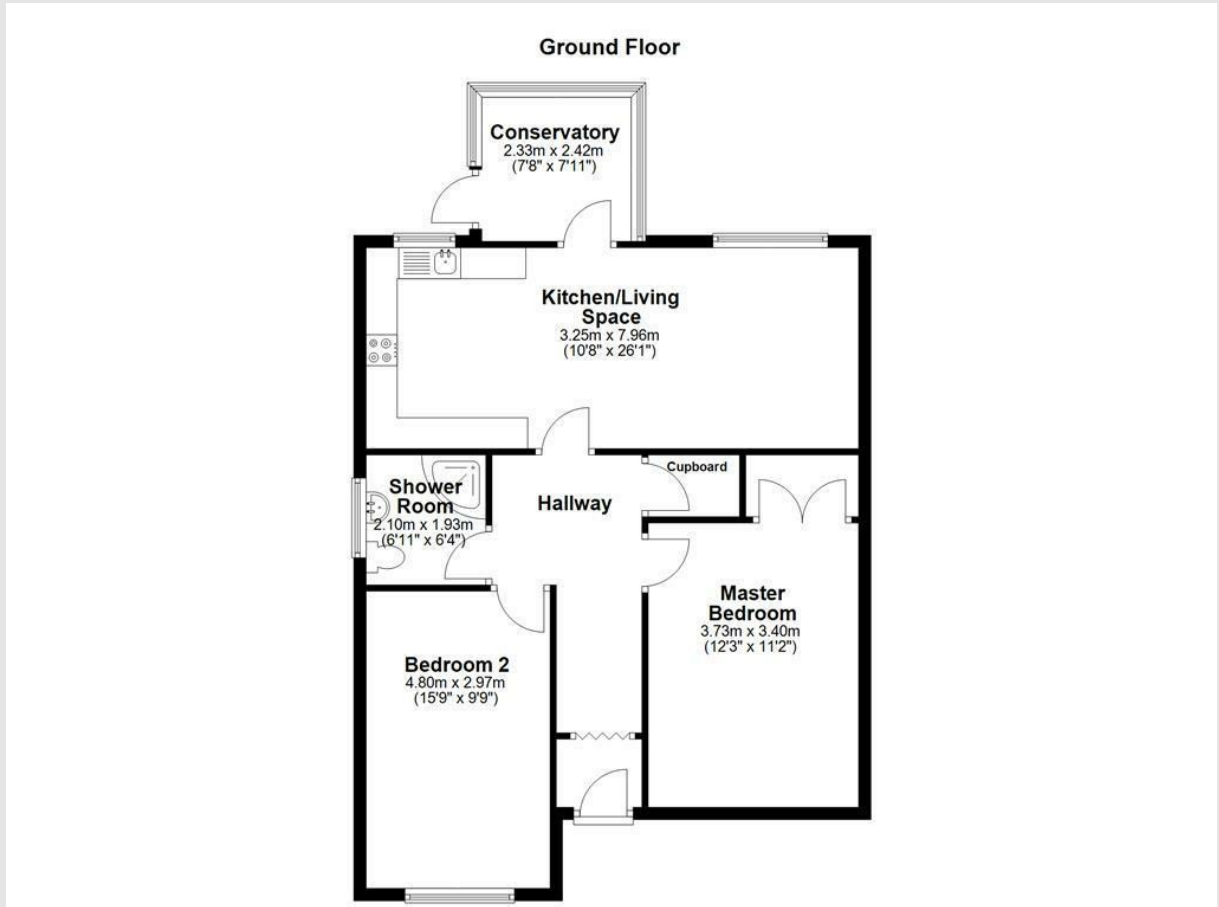 Ground Floor
Conservatory
2.33m x 2.42m
(7'8" x 7'11")
Kitchen/Living
Space
3.25m x 7.96m
(10'8" x 26'1")
Cupboard
Shower
Room
2.10m x 1.93m
(6'11" x 6'4")
Hallway
Master
Bedroom
3.73m x 3.40m
(12'3" x 11'2")
Bedroom 2
4.80m x 2.97m
(15'9" x 9'9")